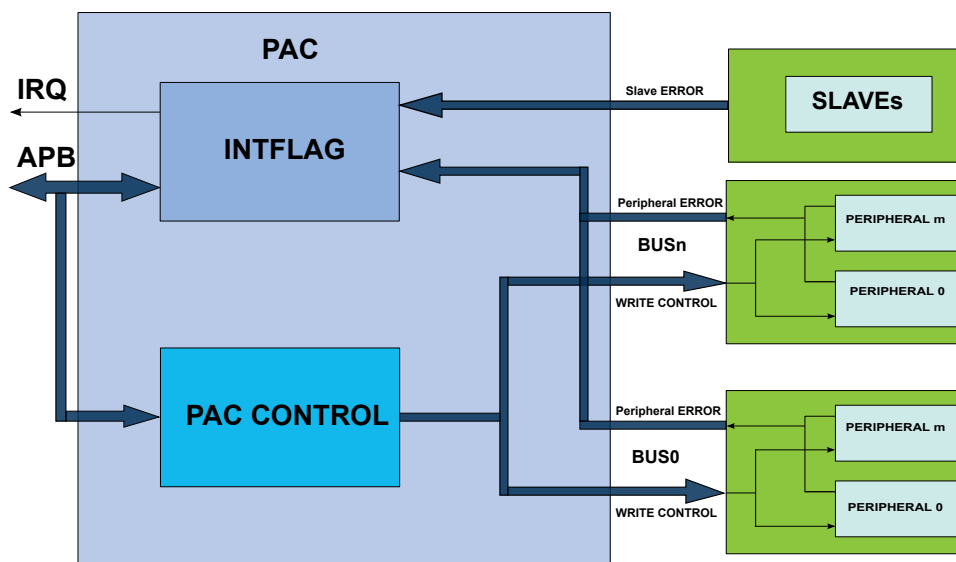 PAC
IRQ
APB
INTFLAG
PAC CONTROL
Slave ERROR
SLAVEs
Peripheral ERROR
BUSn
WRITE CONTROL
PERIPHERAL m
PERIPHERAL 0
Peripheral ERROR
BUS0
WRITE CONTROL
PERIPHERAL m
PERIPHERAL 0